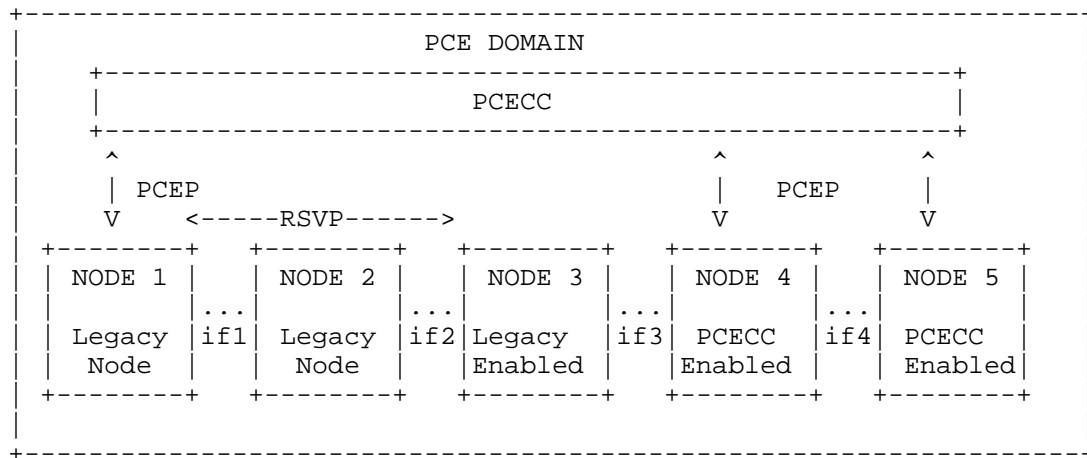 PCE DOMAIN
PCECC
PCEP PCEP
<-----RSVP------>
NODE 1 NODE 2 NODE 3 NODE 4 NODE 5
... ... ... ...
Legacy if1 Legacy if2 Legacy if3 PCECC if4 PCECC
Node Node Enabled Enabled Enabled